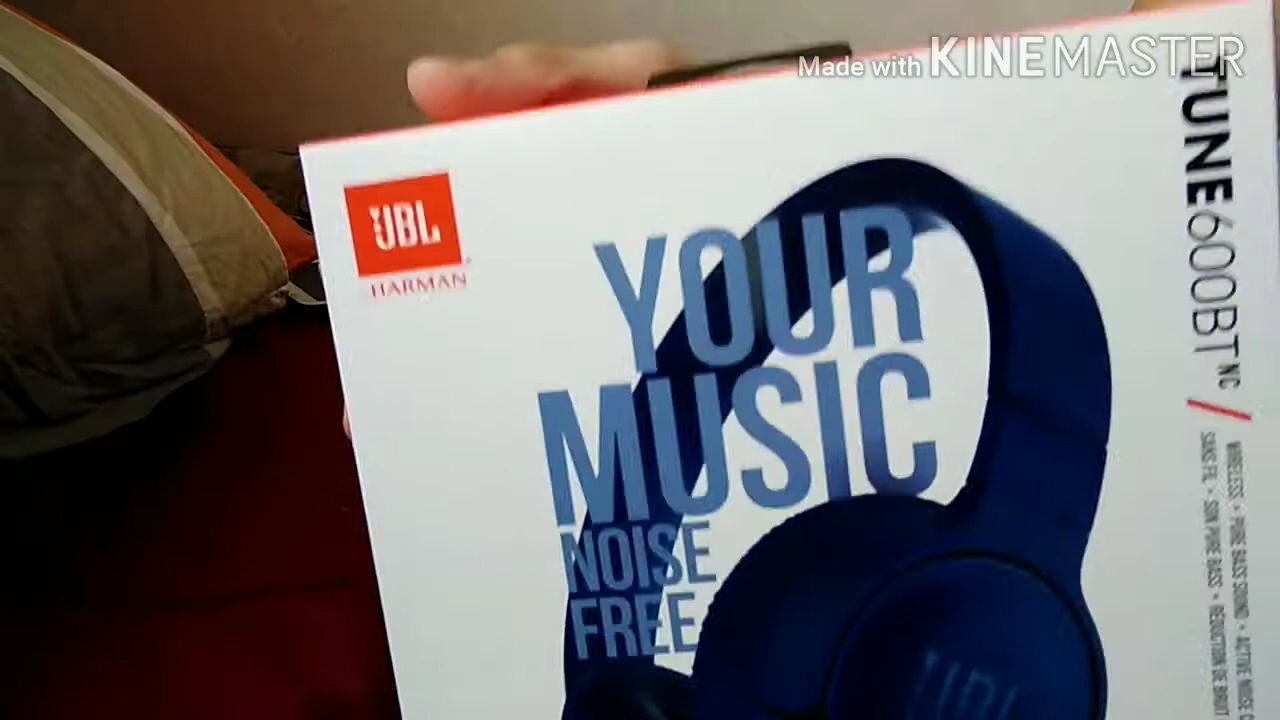 Made with KINEMASTER
JBL
HARMAN
YOUR
MUSIC
NOISE
FREE
TUNE600BTNC /
WIRELESS • PURE BASS SOUND • ACTIVE NOISE
SANS FIL • SON PURE BASS • RÉDUCTION DE BRUIT
JBL